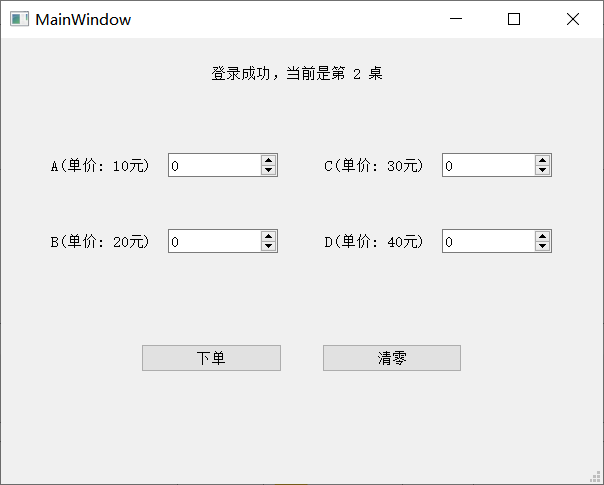 MainWindow
登录成功，当前是第 2 桌
A(单价: 10元) 0 C(单价: 30元) 0
B(单价: 20元) 0 D(单价: 40元) 0
下单 清零